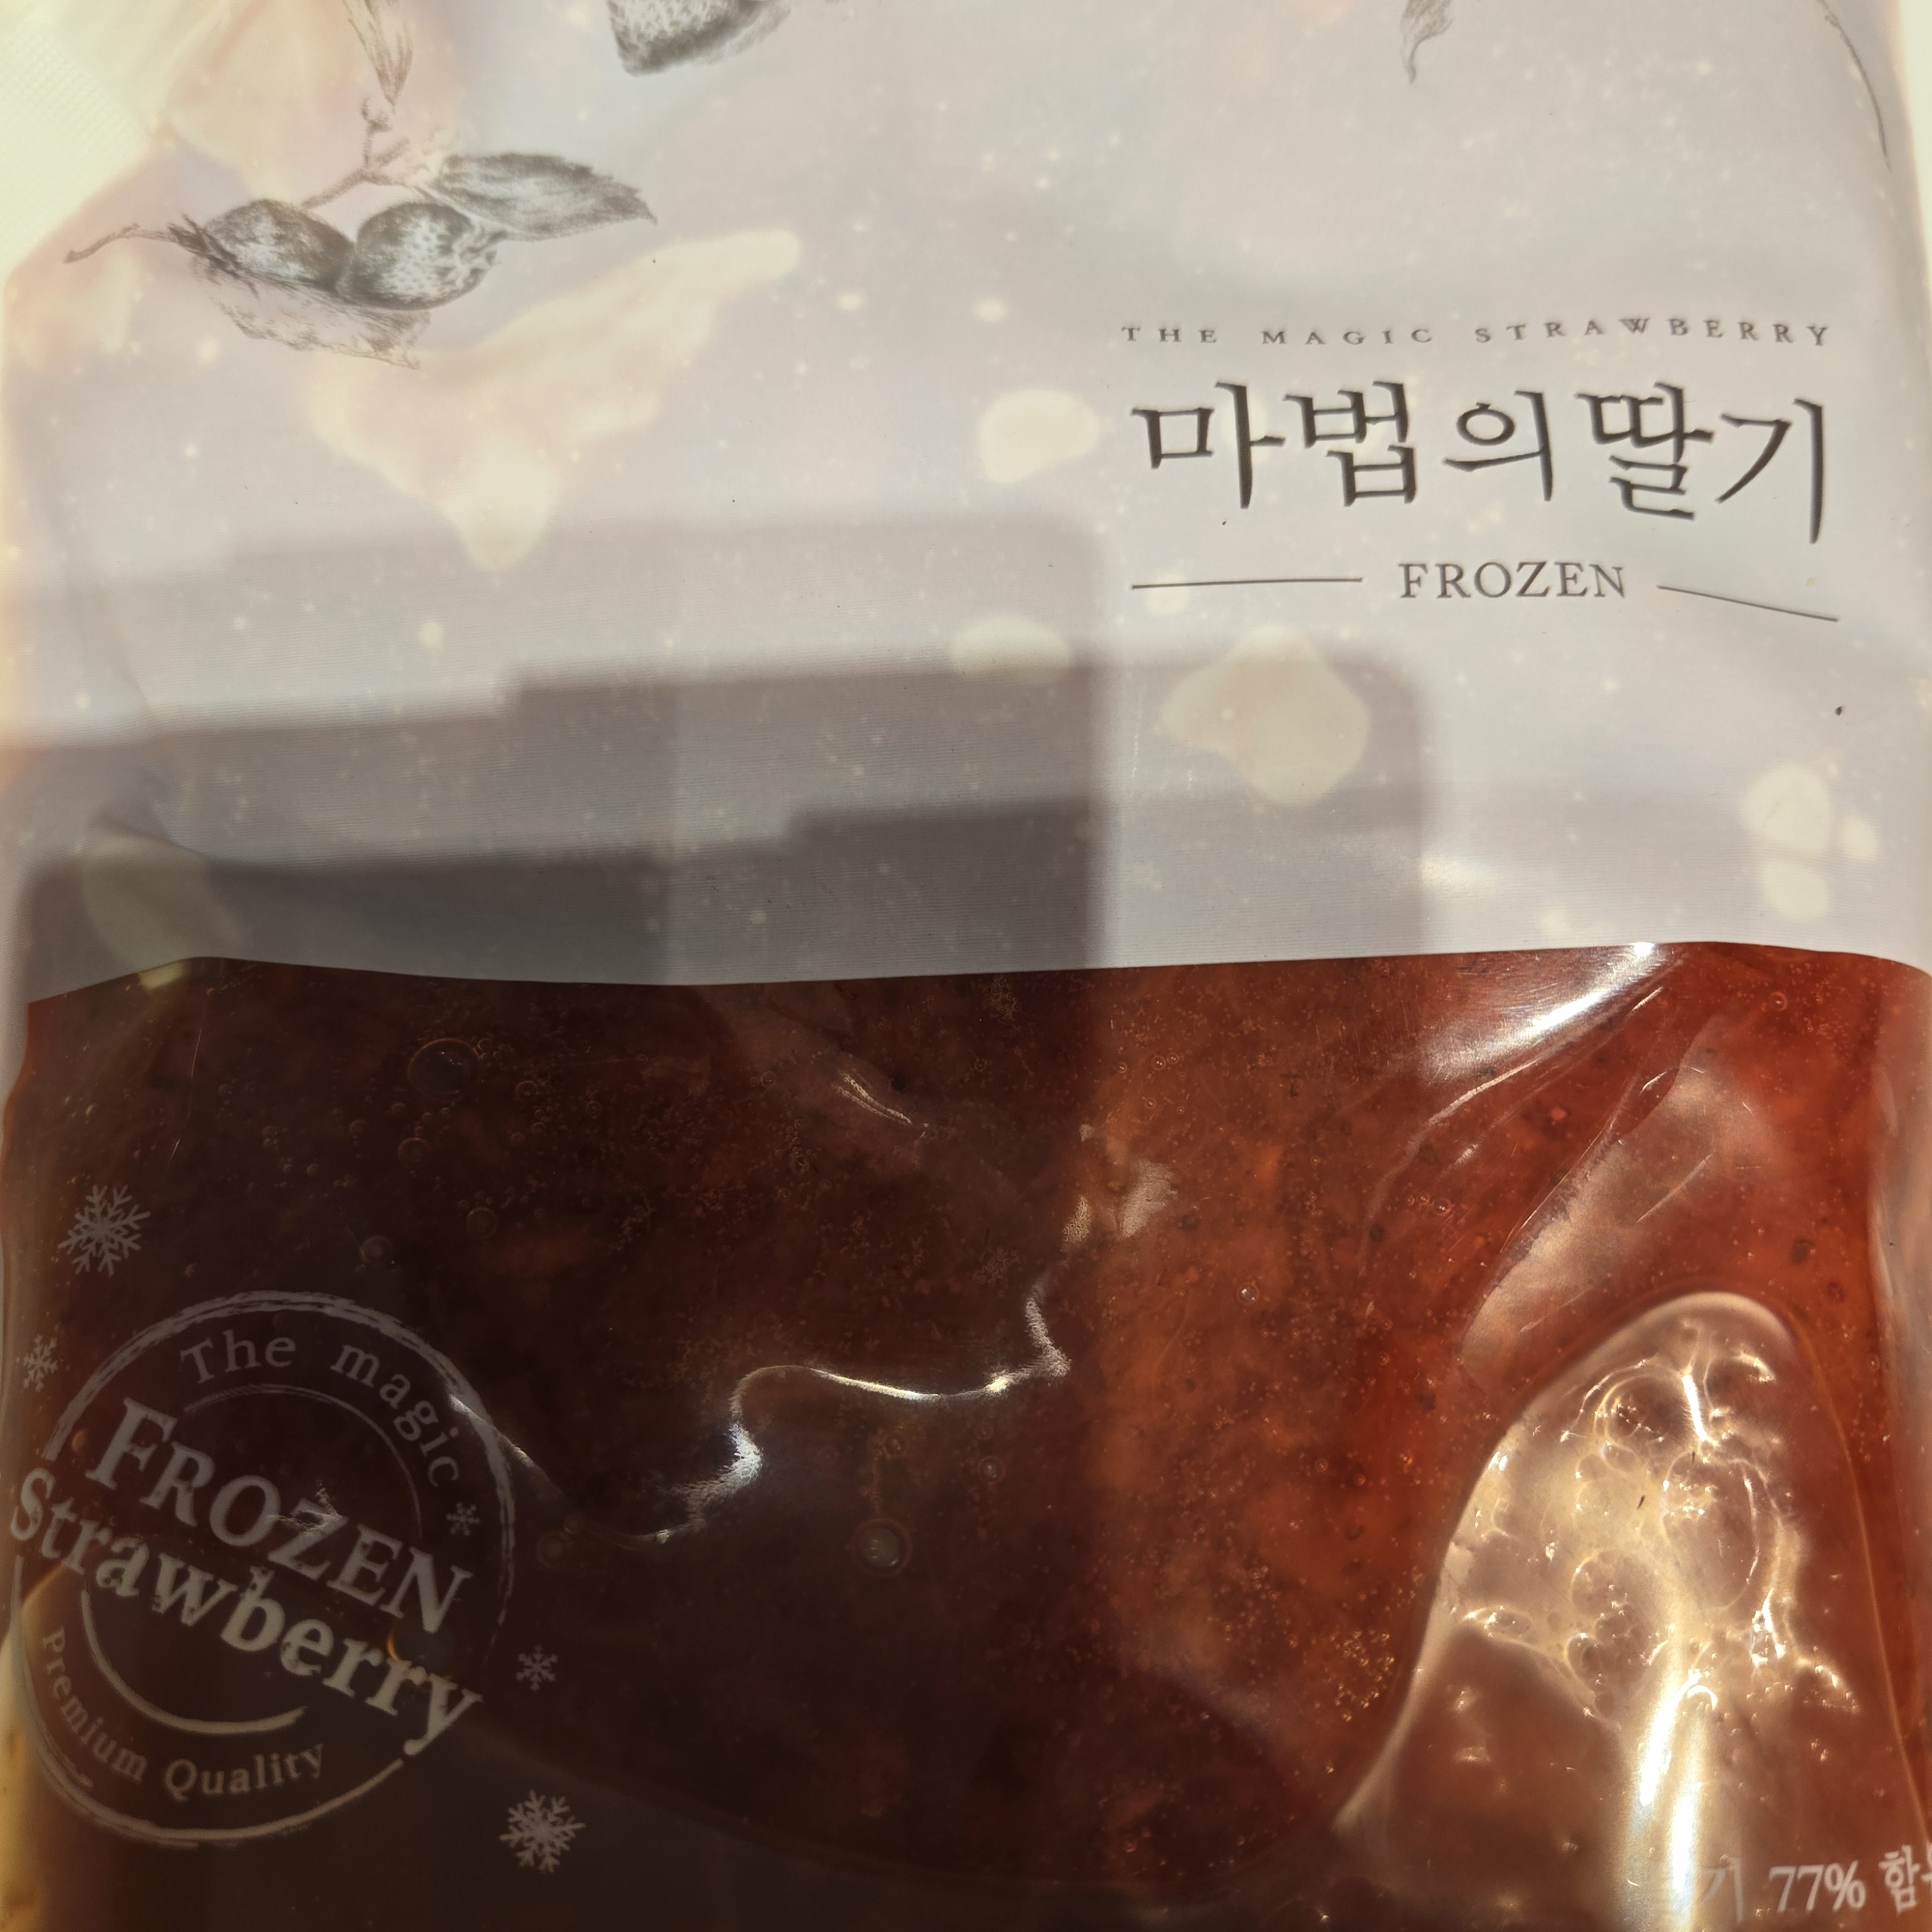 THE MAGIC STRAWBERRY
마법의딸기
FROZEN
The magic
FROZEN
Strawberry
Premium Quality
77%